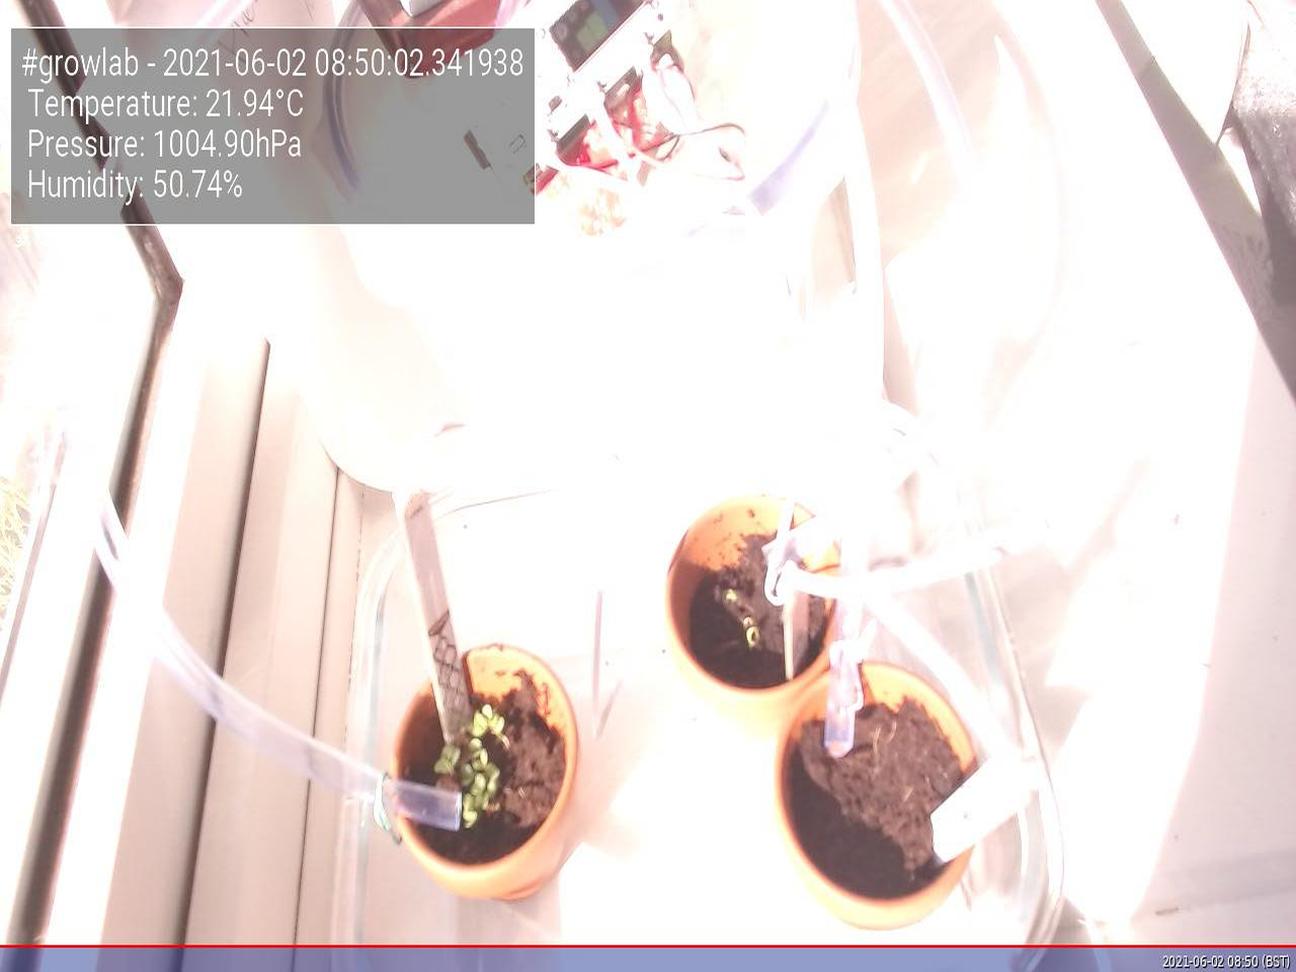 #growlab - 2021-06-02 08:50:02.341938
Temperature: 21.94°C
Pressure: 1004.90hPa
Humidity: 50.74%
2021-06-02 08:50 (BST)